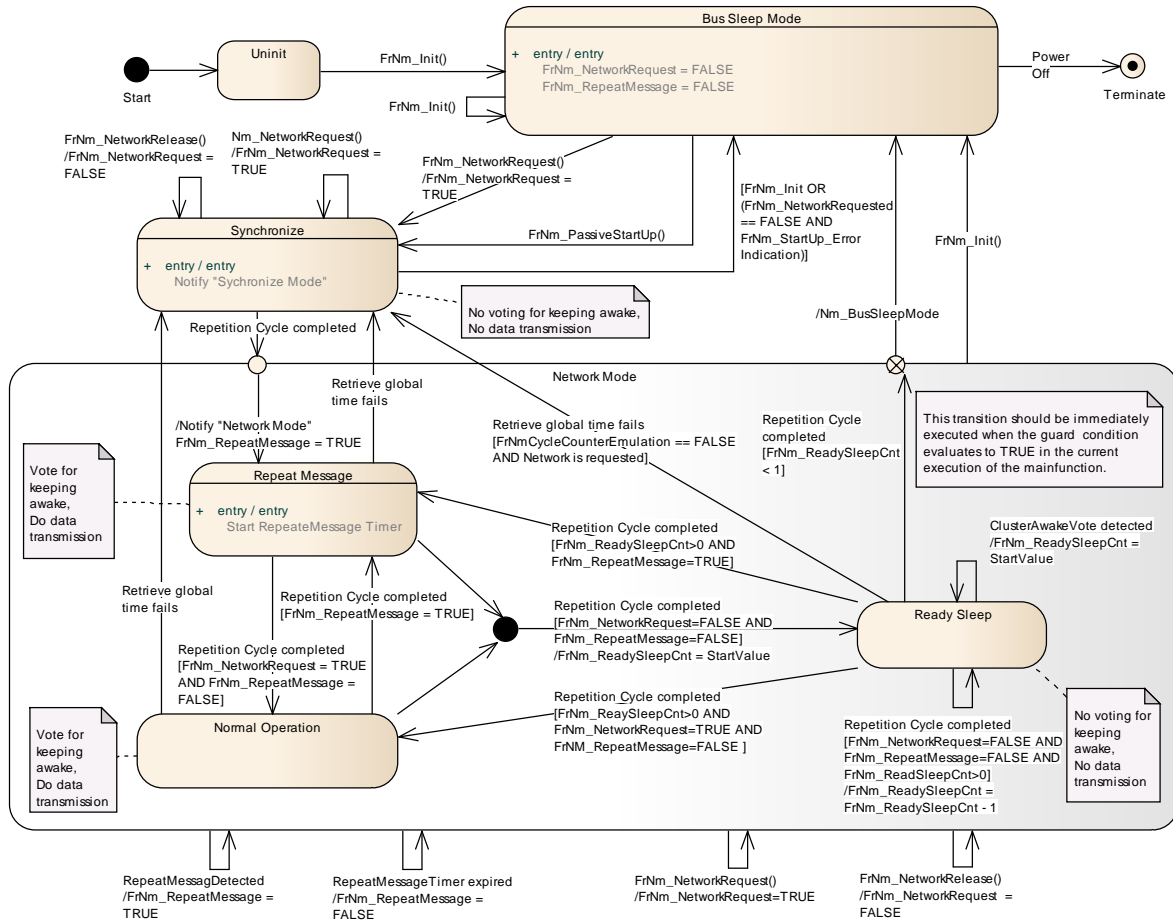 Bus Sleep Mode
Uninit
FrNm_Init()
+ entry / entry
FrNm_NetworkRequest = FALSE
FrNm_RepeatMessage = FALSE
Power
Off
Start
FrNm_Init()
Terminate
FrNm_NetworkRelease()
/FrNm_NetworkRequest =
FALSE
Nm_NetworkRequest()
/FrNm_NetworkRequest =
TRUE
FrNm_NetworkRequest()
/FrNm_NetworkRequest =
TRUE
[FrNm_Init OR
(FrNm_NetworkRequested
== FALSE AND
FrNm_StartUp_Error
Indication)]
FrNm_Init()
Synchronize
FrNm_PassiveStartUp()
+ entry / entry
Notify "Sychronize Mode"
No voting for keeping awake,
No data transmission
/Nm_BusSleepMode
Repetition Cycle completed
Network Mode
Retrieve global
time fails
/Notify "Network Mode"
FrNm_RepeatMessage = TRUE
Retrieve global time fails
[FrNmCycleCounterEmulation == FALSE
AND Network is requested]
Repetition Cycle
completed
[FrNm_ReadySleepCnt
< 1]
This transition should be immediately
executed when the guard condition
evaluates to TRUE in the current
execution of the mainfunction.
Vote for
keeping
awake,
Do data
transmission
Repeat Message
+ entry / entry
Start RepeateMessage Timer
Repetition Cycle completed
[FrNm_ReadySleepCnt>0 AND
FrNm_RepeatMessage=TRUE]
ClusterAwakeVote detected
/FrNm_ReadySleepCnt =
StartValue
Retrieve global
time fails
Repetition Cycle completed
[FrNm_RepeatMessage = TRUE]
Repetition Cycle completed
[FrNm_NetworkRequest=FALSE AND
FrNm_RepeatMessage=FALSE]
/FrNm_ReadySleepCnt = StartValue
Ready Sleep
Repetition Cycle completed
[FrNm_NetworkRequest = TRUE
AND FrNm_RepeatMessage =
FALSE]
Repetition Cycle completed
[FrNm_ReaySleepCnt>0 AND
FrNm_NetworkRequest=TRUE AND
FrNM_RepeatMessage=FALSE ]
Vote for
keeping
awake,
Do data
transmission
Normal Operation
Repetition Cycle completed
[FrNm_NetworkRequest=FALSE AND
FrNm_RepeatMessage=FALSE AND
FrNm_ReadSleepCnt>0]
/FrNm_ReadySleepCnt =
FrNm_ReadySleepCnt - 1
No voting for
keeping
awake,
No data
transmission
RepeatMessagDetected
/FrNm_RepeatMessage =
TRUE
RepeatMessageTimer expired
/FrNm_RepeatMessage =
FALSE
FrNm_NetworkRequest()
/FrNm_NetworkRequest=TRUE
FrNm_NetworkRelease()
/FrNm_NetworkRequest =
FALSE